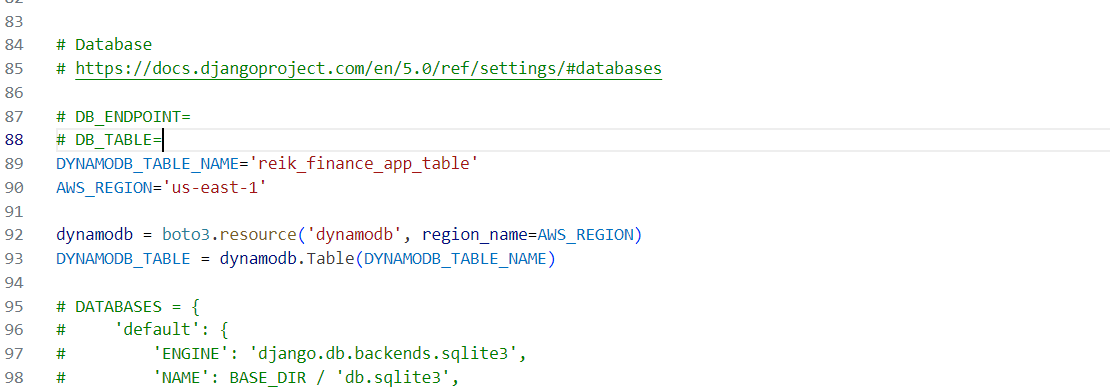 83
84 # Database
85 # https://docs.djangoproject.com/en/5.0/ref/settings/#databases
86
87 # DB_ENDPOINT=
88 # DB_TABLE=
89 DYNAMODB_TABLE_NAME='reik_finance_app_table'
90 AWS_REGION='us-east-1'
91
92 dynamodb = boto3.resource('dynamodb', region_name=AWS_REGION)
93 DYNAMODB_TABLE = dynamodb.Table(DYNAMODB_TABLE_NAME)
94
95 # DATABASES = {
96 #     'default': {
97 #         'ENGINE': 'django.db.backends.sqlite3',
98 #         'NAME': BASE_DIR / 'db.sqlite3',